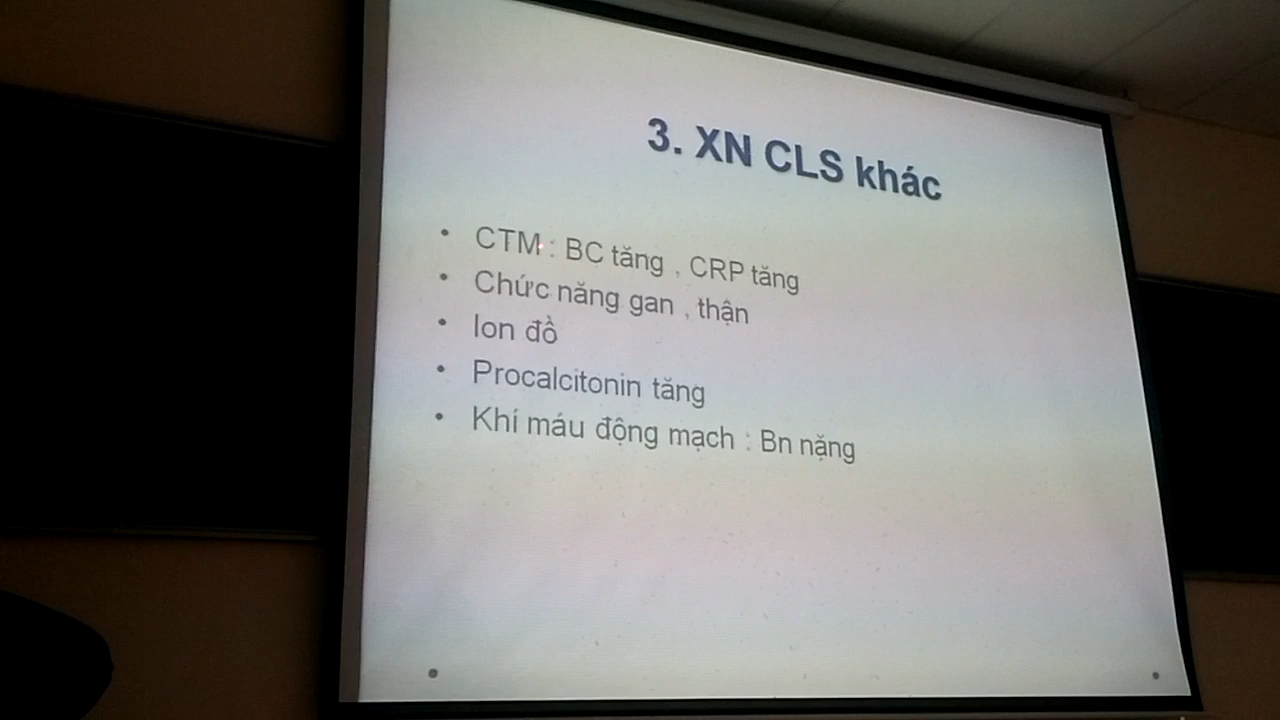 3. XN CLS khác
• CTM : BC tăng , CRP tăng
• Chức năng gan , thận
• Ion đồ
• Procalcitonin tăng
• Khí máu động mạch : Bn nặng